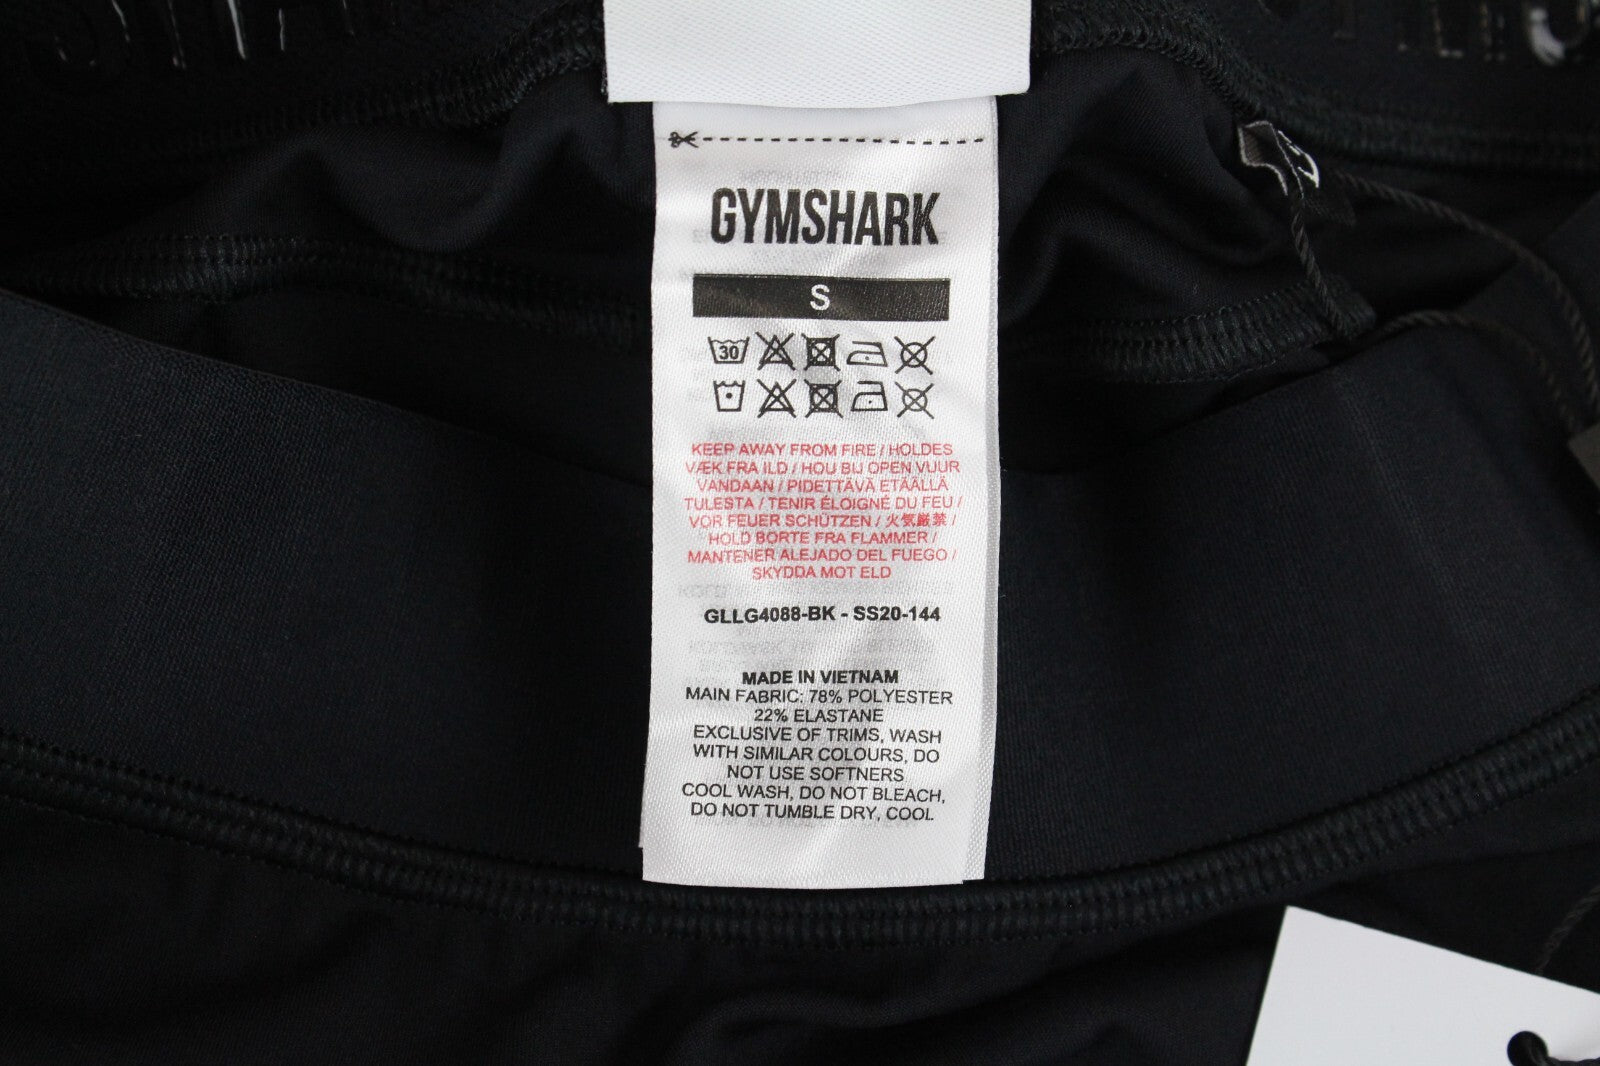 GYMSHARK
S
30
KEEP AWAY FROM FIRE / HOLDES
VÆK FRA ILD / HOU BIJ OPEN VUUR
VANDAAN / PIDETTÄVÄ ETÄÄLLÄ
TULESTA / TENIR ÉLOIGNÉ DU FEU /
VOR FEUER SCHÜTZEN / 火気厳禁 /
HOLD BORTE FRA FLAMMER /
MANTENER ALEJADO DEL FUEGO /
SKYDDA MOT ELD
GLLG4088-BK - SS20-144
MADE IN VIETNAM
MAIN FABRIC: 78% POLYESTER
22% ELASTANE
EXCLUSIVE OF TRIMS, WASH
WITH SIMILAR COLOURS, DO
NOT USE SOFTNERS
COOL WASH, DO NOT BLEACH,
DO NOT TUMBLE DRY, COOL